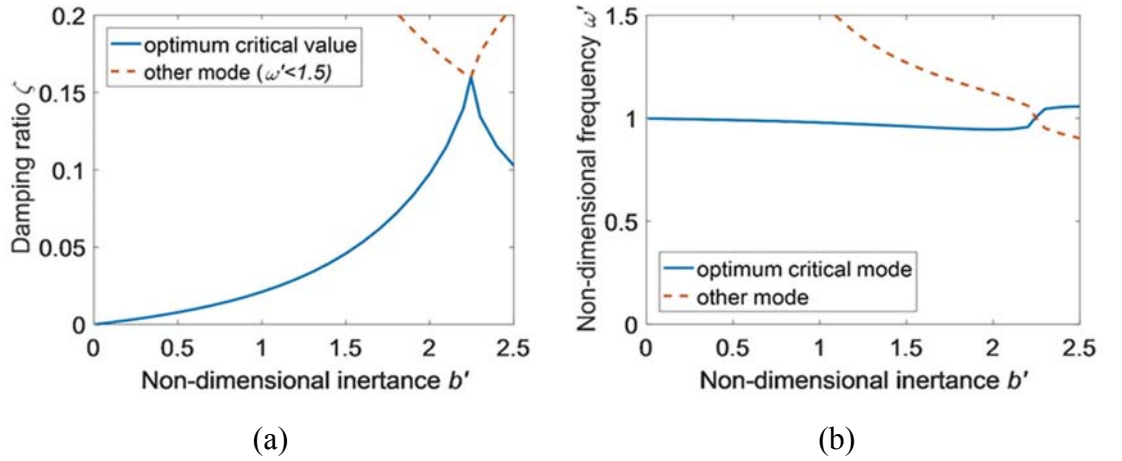 Damping ratio ζ
0.2
0.15
0.1
0.05
0
optimum critical value
other mode (ω'<1.5)
0 0.5 1 1.5 2 2.5
Non-dimensional inertance b'
(a)
Non-dimensional frequency ω'
1.5
1
0.5
0
optimum critical mode
other mode
0 0.5 1 1.5 2 2.5
Non-dimensional inertance b'
(b)